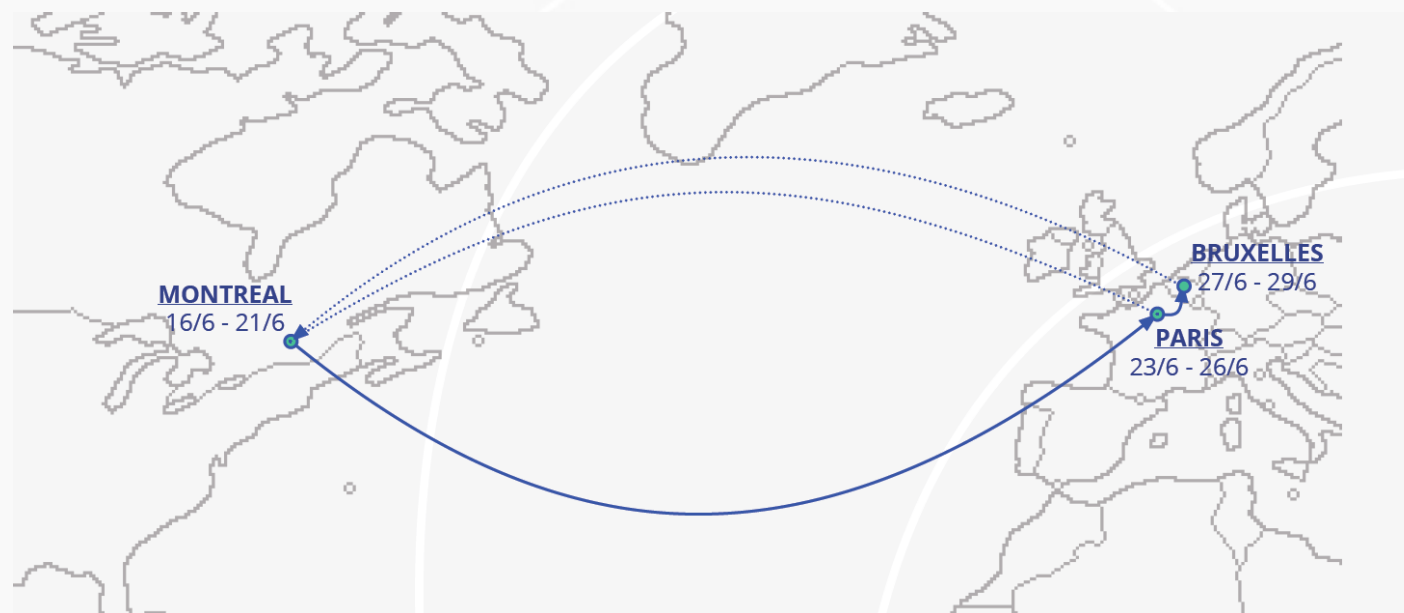 MONTREAL
16/6 - 21/6
BRUXELLES
27/6 - 29/6
PARIS
23/6 - 26/6